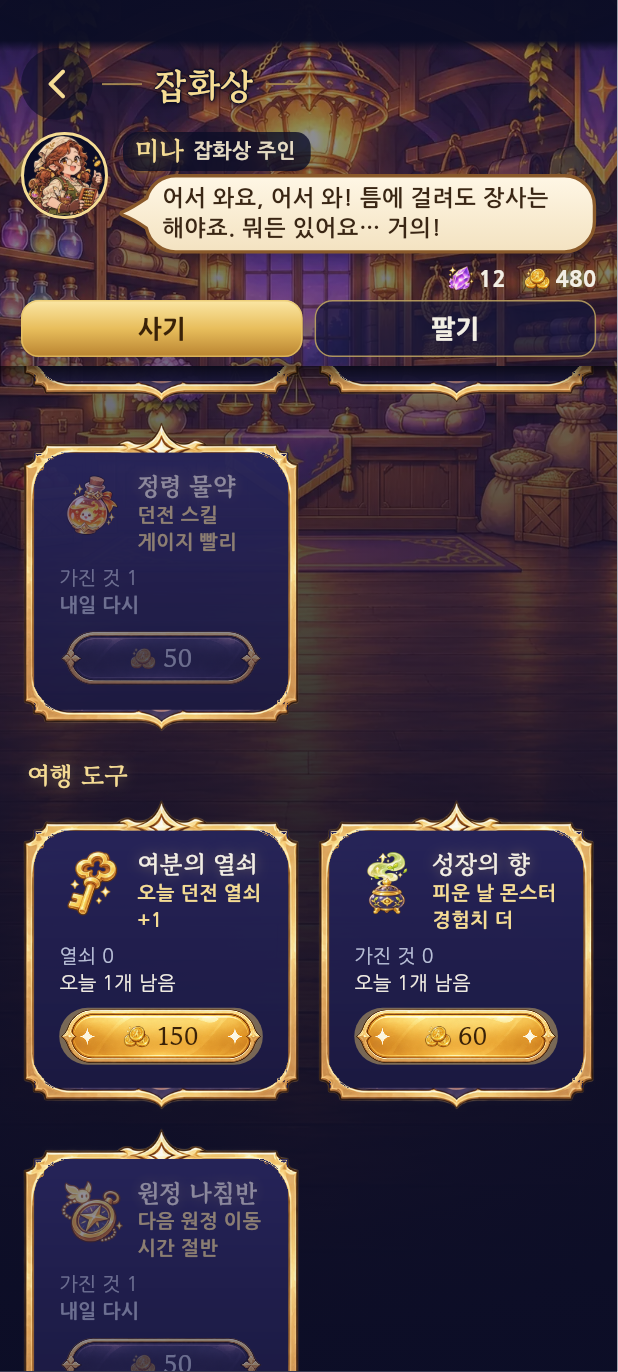 잡화상
미나 잡화상 주인
어서 와요, 어서 와! 틈에 걸려도 장사는
해야죠. 뭐든 있어요… 거의!
12 480
사기 팔기
정령 물약
던전 스킬
게이지 빨리
가진 것 1
내일 다시
50
여행 도구
여분의 열쇠
오늘 던전 열쇠
+1
열쇠 0
오늘 1개 남음
150
성장의 향
피운 날 몬스터
경험치 더
가진 것 0
오늘 1개 남음
60
원정 나침반
다음 원정 이동
시간 절반
가진 것 1
내일 다시
50